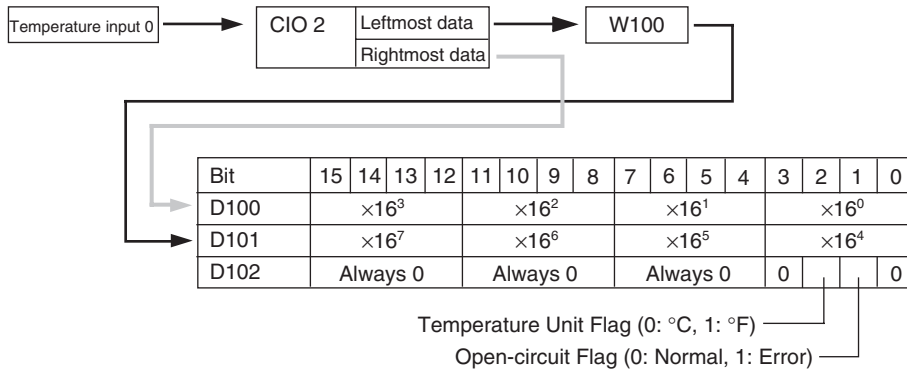 Temperature input 0
CIO 2
Leftmost data
W100
Rightmost data
Bit 15 14 13 12 11 10 9 8 7 6 5 4 3 2 1 0
D100 ×16³ ×16² ×16¹ ×16⁰
D101 ×16⁷ ×16⁶ ×16⁵ ×16⁴
D102 Always 0 Always 0 Always 0 0 0
Temperature Unit Flag (0: °C, 1: °F)
Open-circuit Flag (0: Normal, 1: Error)